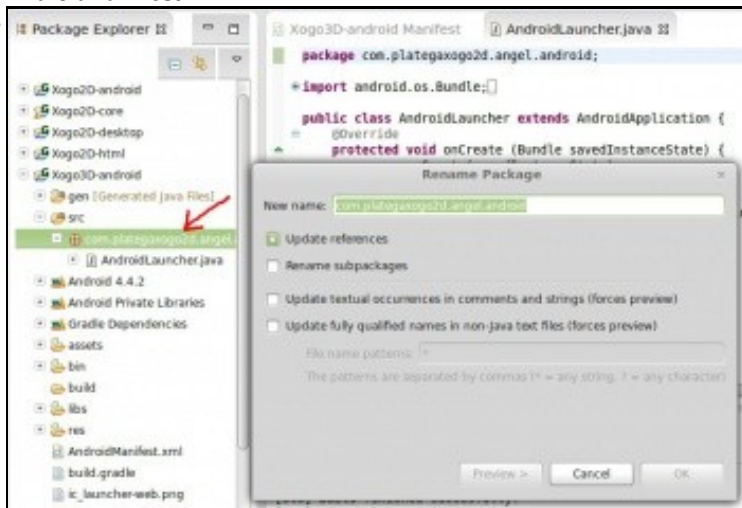 Package Explorer
Xogo2D-android
Xogo2D-core
Xogo2D-desktop
Xogo2D-html
Xogo3D-android
gen [Generated Java Files]
src
com.plategaxogo2d.angel.a
AndroidLauncher.java
Android 4.4.2
Android Private Libraries
Gradle Dependencies
assets
bin
build
libs
res
AndroidManifest.xml
build.gradle
ic_launcher-web.png
Xogo3D-android Manifest
AndroidLauncher.java
package com.plategaxogo2d.angel.android;
import android.os.Bundle;
public class AndroidLauncher extends AndroidApplication {
@Override
protected void onCreate (Bundle savedInstanceState) {
Rename Package
New name: com.plategaxogo2d.angel.android
Update references
Rename subpackages
Update textual occurrences in comments and strings (forces preview)
Update fully qualified names in non-Java text files (forces preview)
File name patterns: *
The patterns are separated by commas (* = any string, ? = any character)
Preview >
Cancel
OK